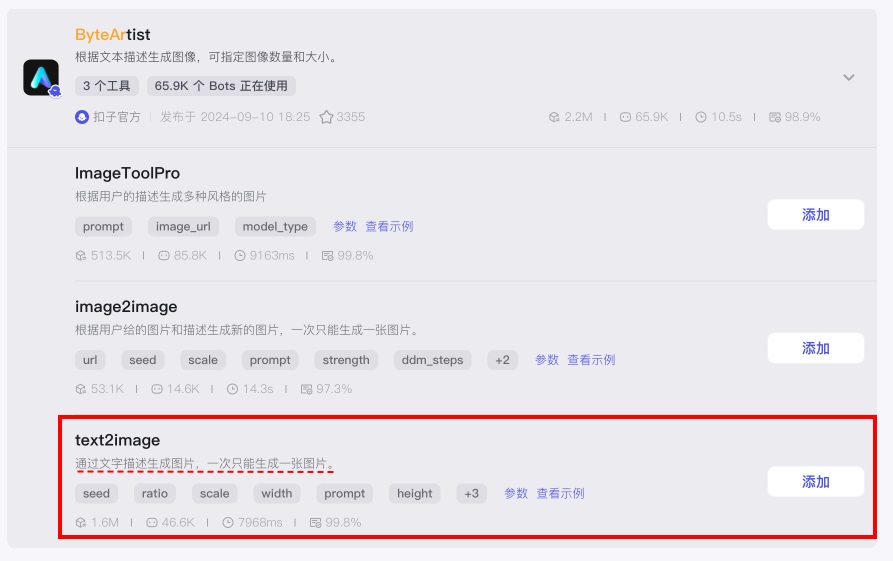 ByteArtist
根据文本描述生成图像，可指定图像数量和大小。
3 个工具 65.9K 个 Bots 正在使用
扣子官方 发布于 2024-09-10 18:25 3355 2.2M 65.9K 10.5s 98.9%
ImageToolPro
根据用户的描述生成多种风格的图片
添加
prompt image_url model_type 参数 查看示例
513.5K 85.8K 9163ms 99.8%
image2image
根据用户给的图片和描述生成新的图片，一次只能生成一张图片。
添加
url seed scale prompt strength ddm_steps +2 参数 查看示例
53.1K 14.6K 14.3s 97.3%
text2image
通过文字描述生成图片，一次只能生成一张图片。
添加
seed ratio scale width prompt height +3 参数 查看示例
1.6M 46.6K 7968ms 99.8%